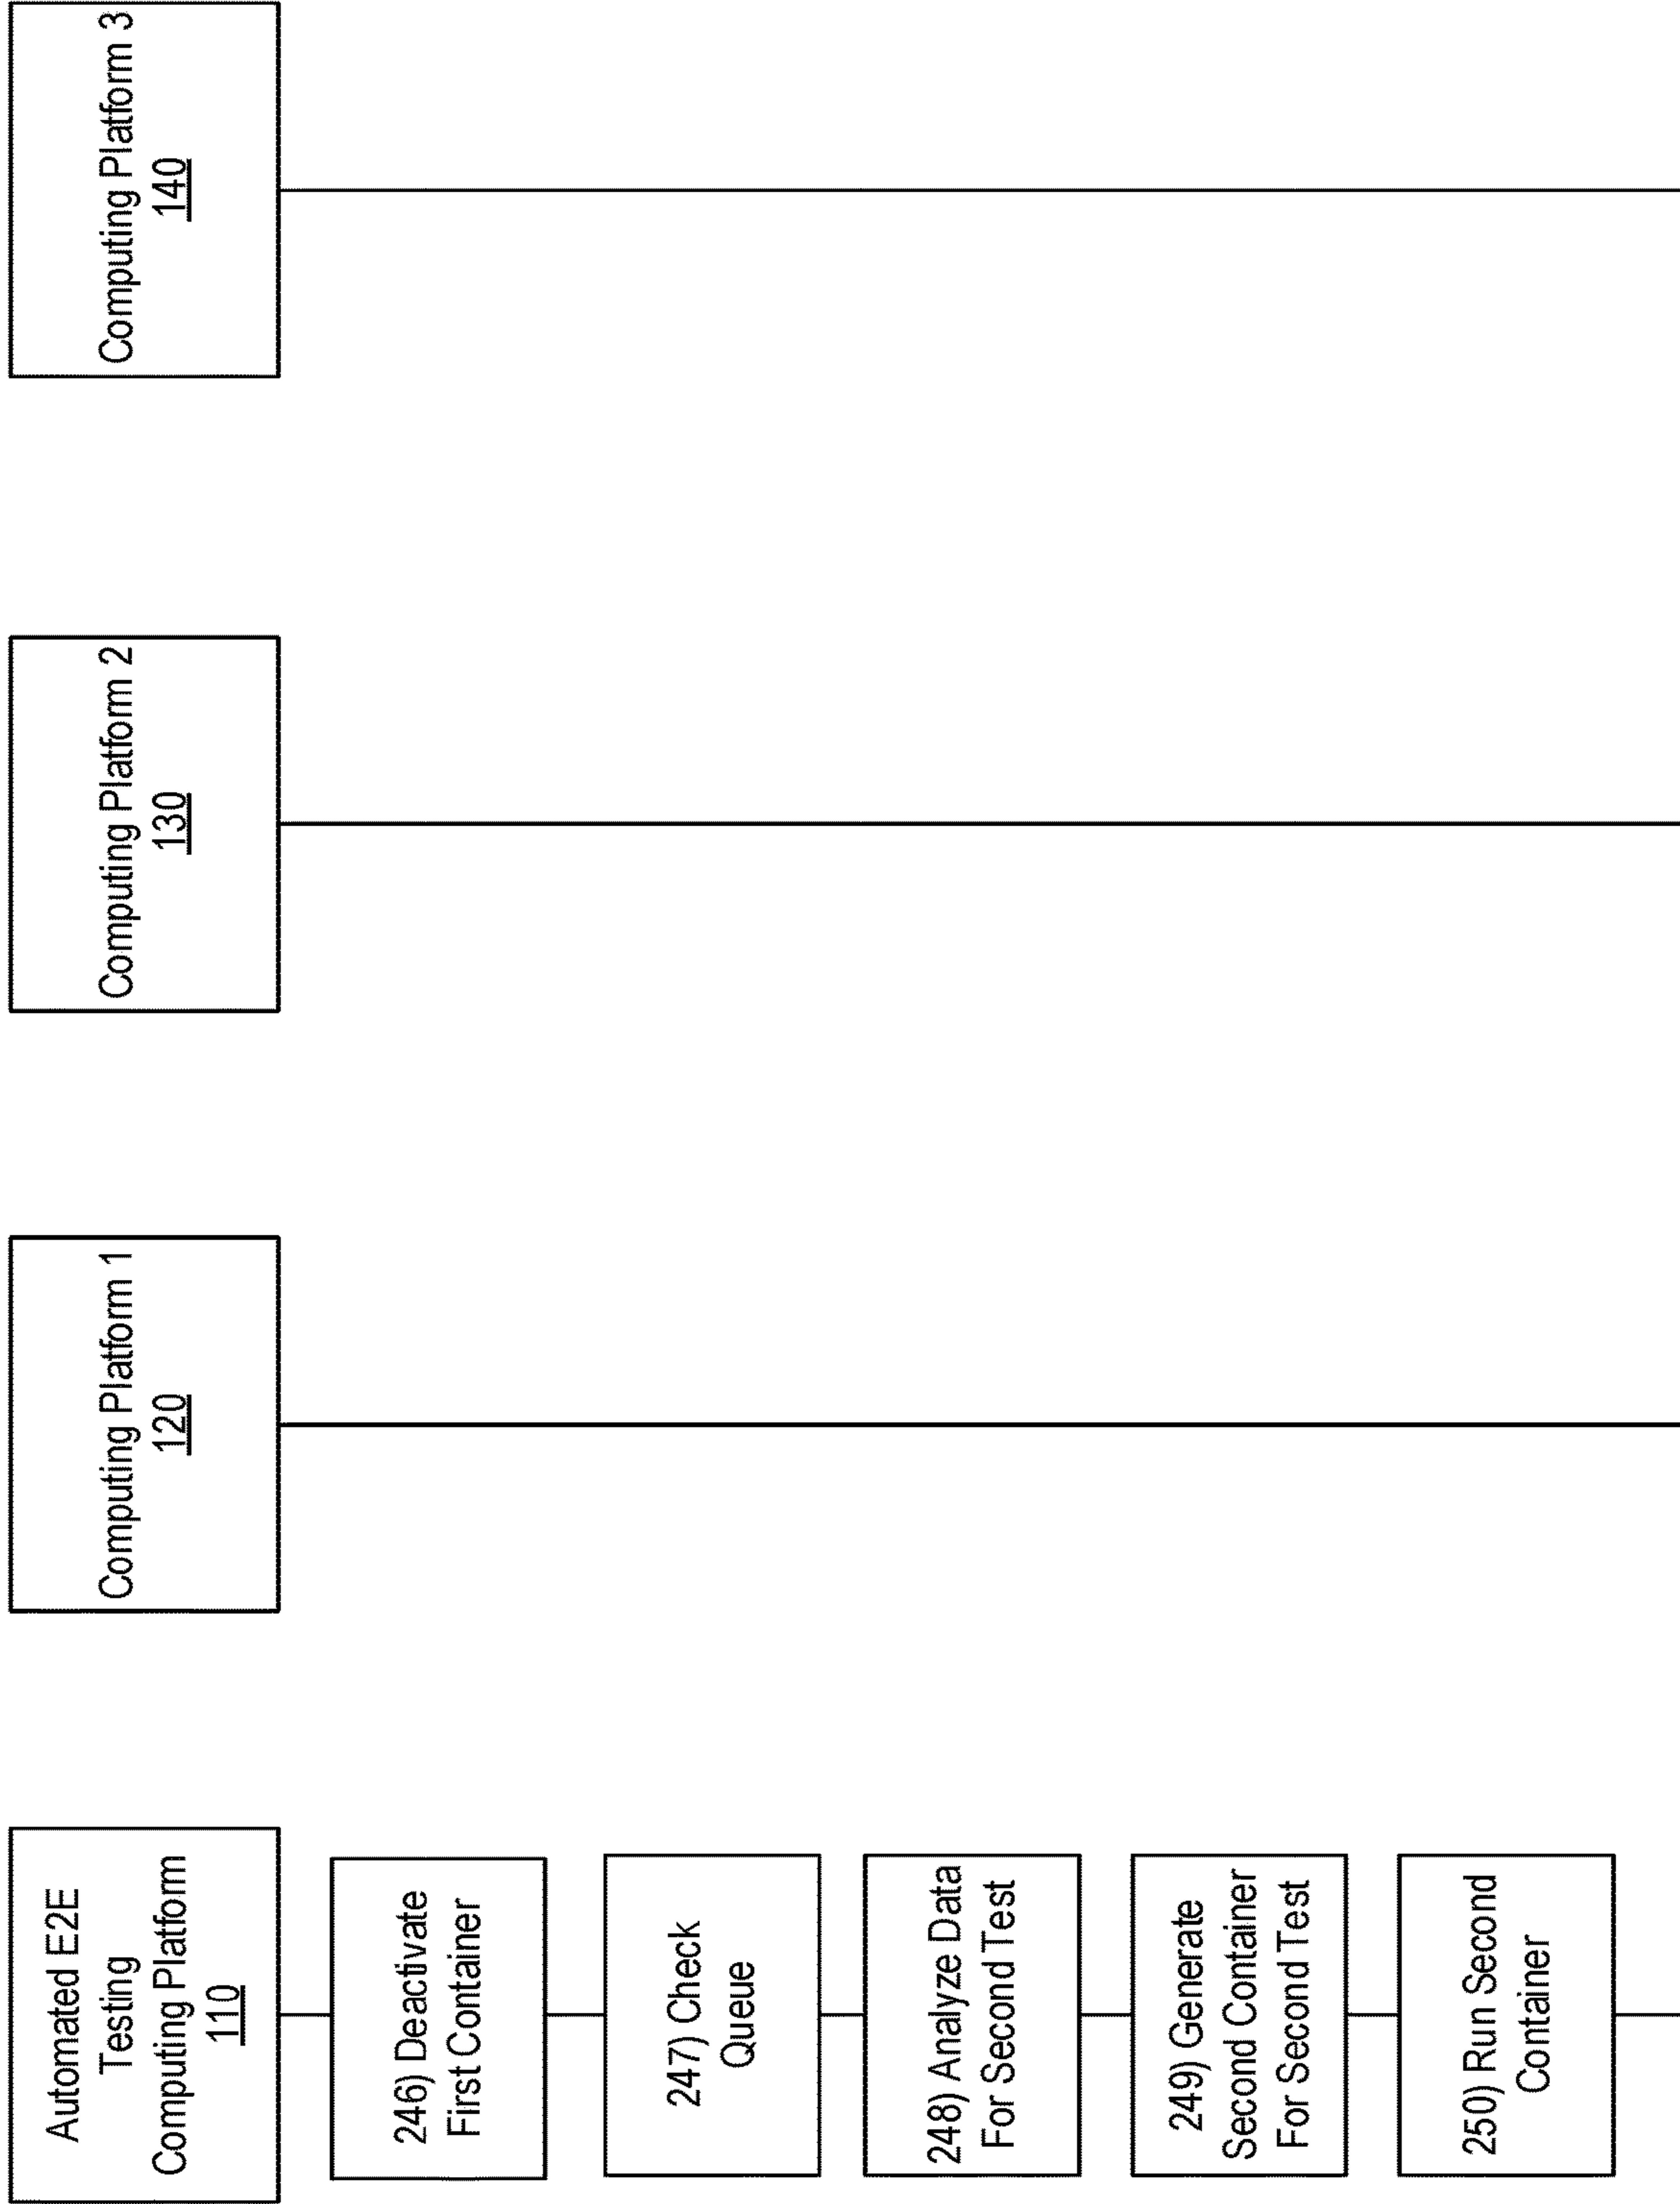 Automated E2E
Testing
Computing Platform
110
Computing Platform 1
120
Computing Platform 2
130
Computing Platform 3
140
246) Deactivate
First Container
247) Check
Queue
248) Analyze Data
For Second Test
249) Generate
Second Container
For Second Test
250) Run Second
Container